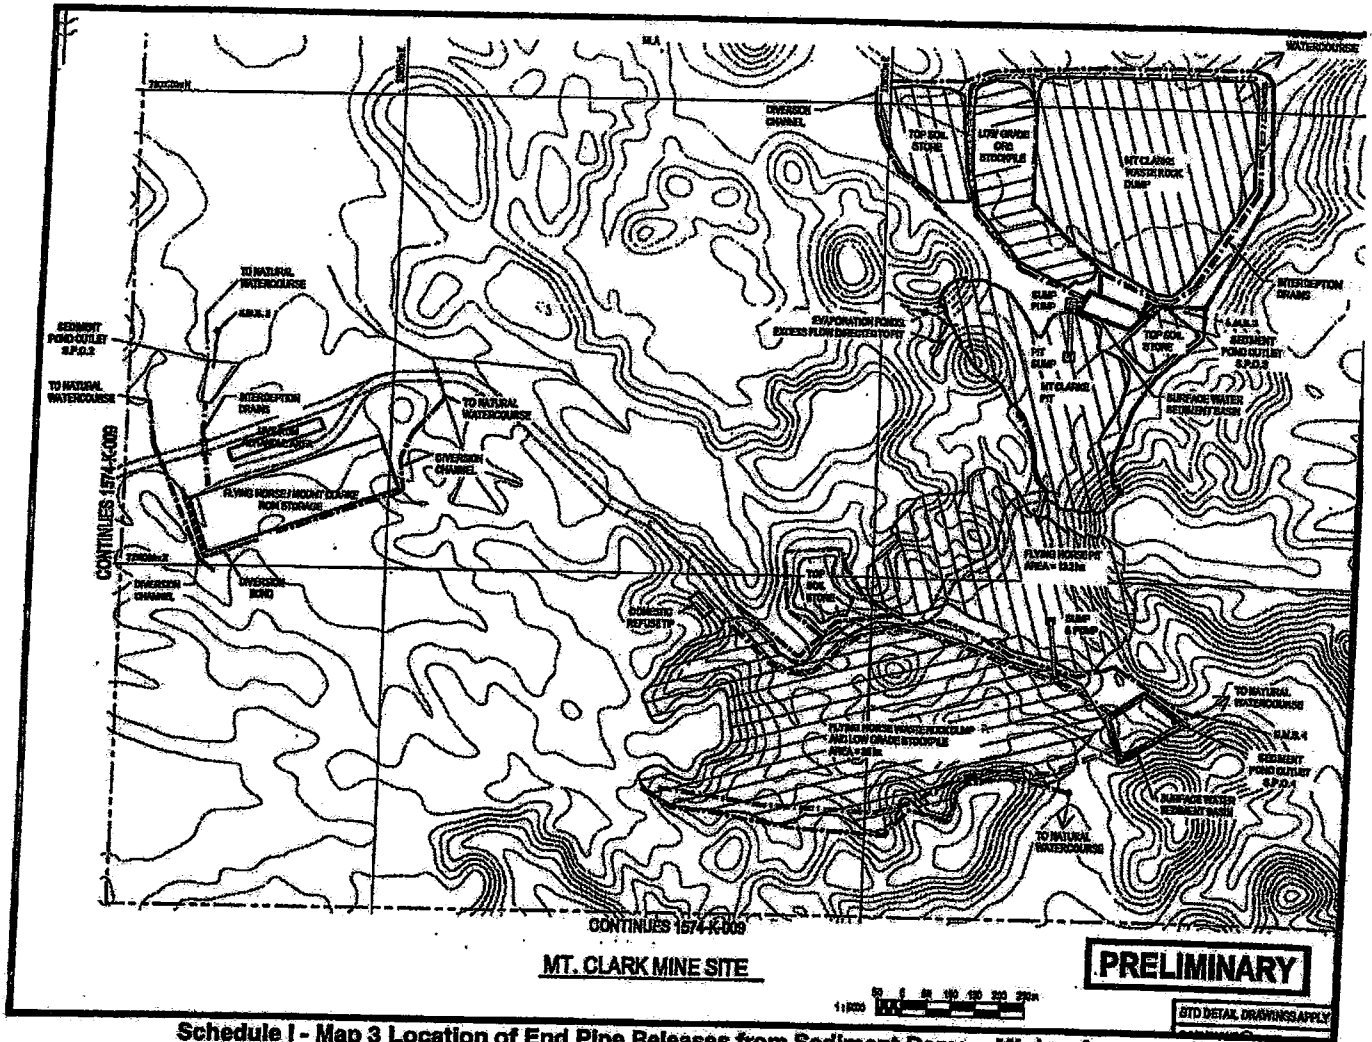 MLA
WATERCOURSE
DIVERSION
CHANNEL
TOP SOIL
STORE
LOW GRADE
ORE
STOCKPILE
MT CLARKE
WASTE ROCK
DUMP
TO NATURAL
WATERCOURSE
SEDIMENT
POND OUTLET
S.P.O.2
TO NATURAL
WATERCOURSE
INTERCEPTION
DRAINS
FLYING HORSE / MOUNT CLARKE
ROM STORAGE
DIVERSION
CHANNEL
DIVERSION
BUND
TO NATURAL
WATERCOURSE
DIVERSION
CHANNEL
EVAPORATION PONDS.
EXCESS FLOW DIRECTED TO PIT
SUMP
PUMP
PIT
SUMP
MT CLARKE
PIT
TOP SOIL
STORE
INTERCEPTION
DRAINS
SEDIMENT
POND OUTLET
S.P.O.3
SURFACE WATER
SEDIMENT BASIN
FLYING HORSE PIT
TOP
SOIL
STORE
DOMESTIC
REFUSE TIP
SUMP
& PUMP
FLYING HORSE WASTE ROCK DUMP
AND LOW GRADE STOCKPILE
TO NATURAL
WATERCOURSE
SEDIMENT
POND OUTLET
SURFACE WATER
SEDIMENT BASIN
TO NATURAL
WATERCOURSE
CONTINUES 1574-K-009
CONTINUES 1574-K-009
MT. CLARK MINE SITE
PRELIMINARY
STD DETAIL DRAWINGS APPLY
Schedule I - Map 3 Location of End Pipe Releases from Sediment